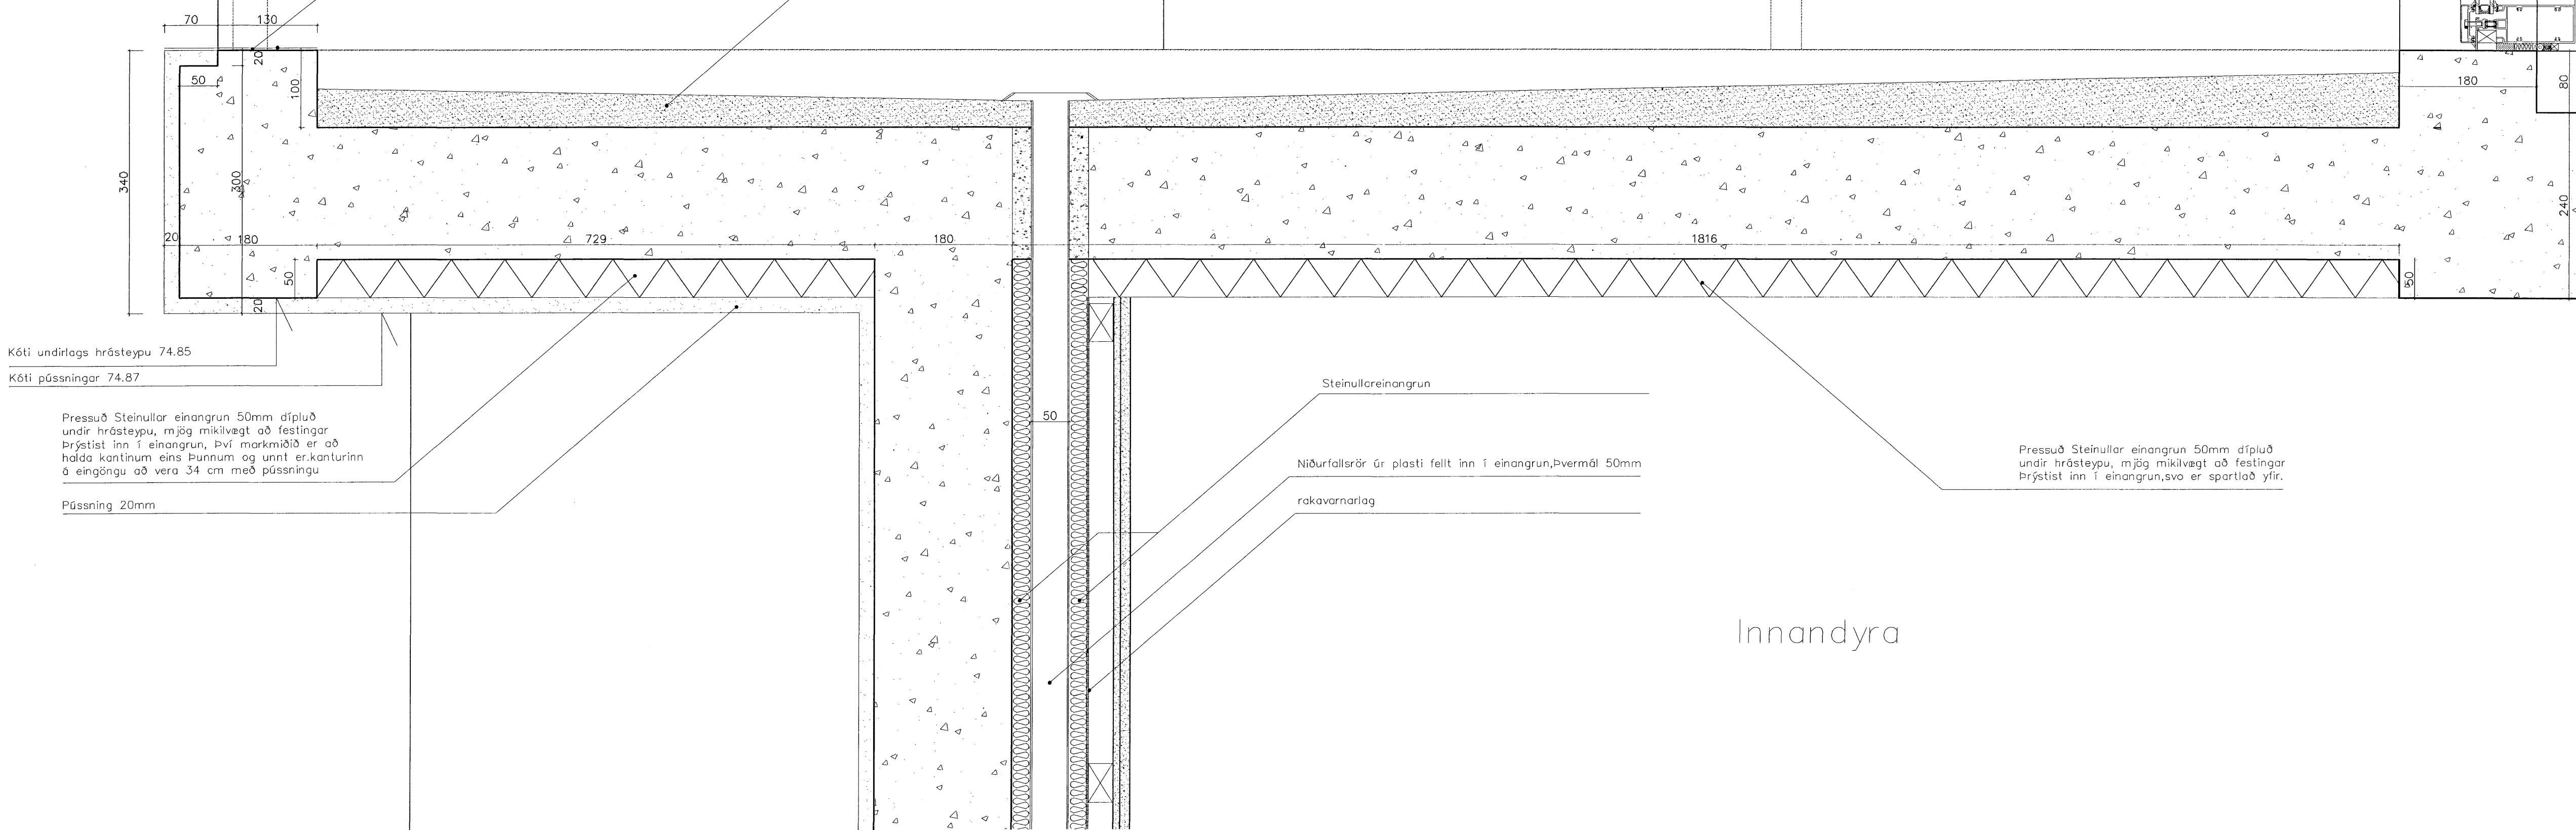 70
130
20
50
100
180
80
340
300
240
20
180
729
180
1816
50
50
20
Kóti undirlags hrásteypu 74.85
Kóti pússningar 74.87
Pressuð Steinullar einangrun 50mm dípluð
undir hrásteypu, mjög mikilvægt að festingar
Þrýstist inn í einangrun, Því markmiðið er að
halda kantinum eins Þunnum og unnt er.kanturinn
á eingöngu að vera 34 cm með pússningu
Pússning 20mm
Steinullareinangrun
50
Niðurfallsrör úr plasti fellt inn í einangrun,Þvermál 50mm
rakavarnarlag
Pressuð Steinullar einangrun 50mm dípluð
undir hrásteypu, mjög mikilvægt að festingar
Þrýstist inn í einangrun,svo er spartlað yfir.
Innandyra